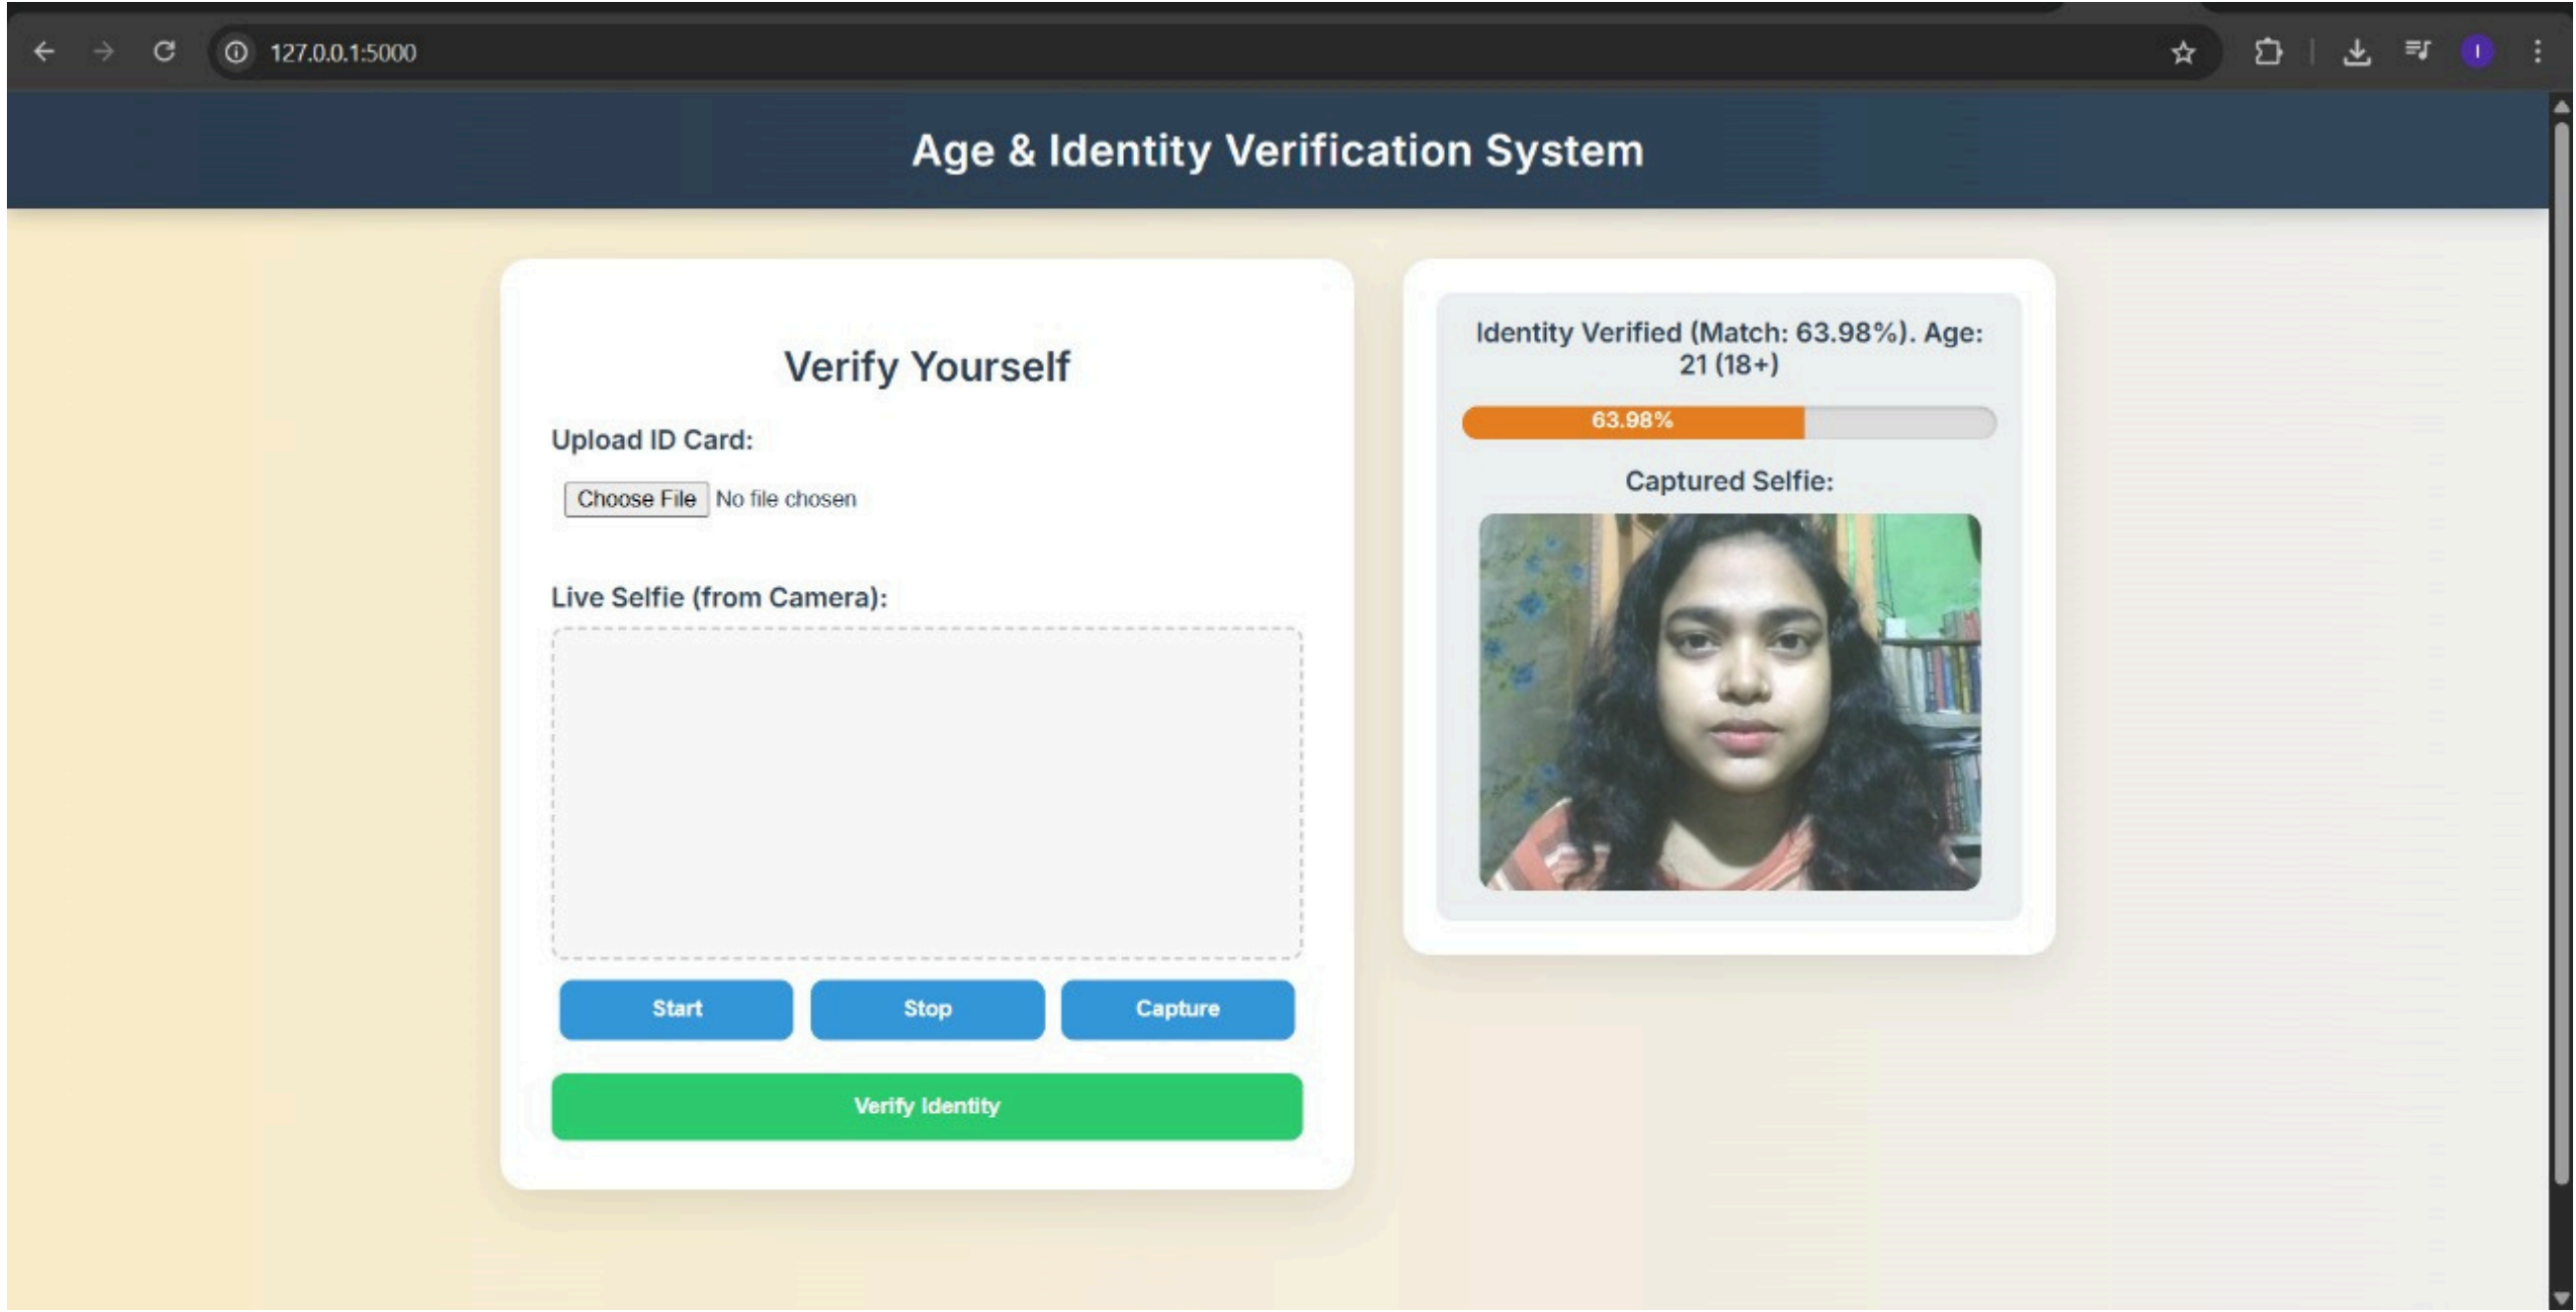 127.0.0.1:5000
I
Age & Identity Verification System
Verify Yourself
Upload ID Card:
Choose File No file chosen
Live Selfie (from Camera):
Start Stop Capture
Verify Identity
Identity Verified (Match: 63.98%). Age:
21 (18+)
63.98%
Captured Selfie: